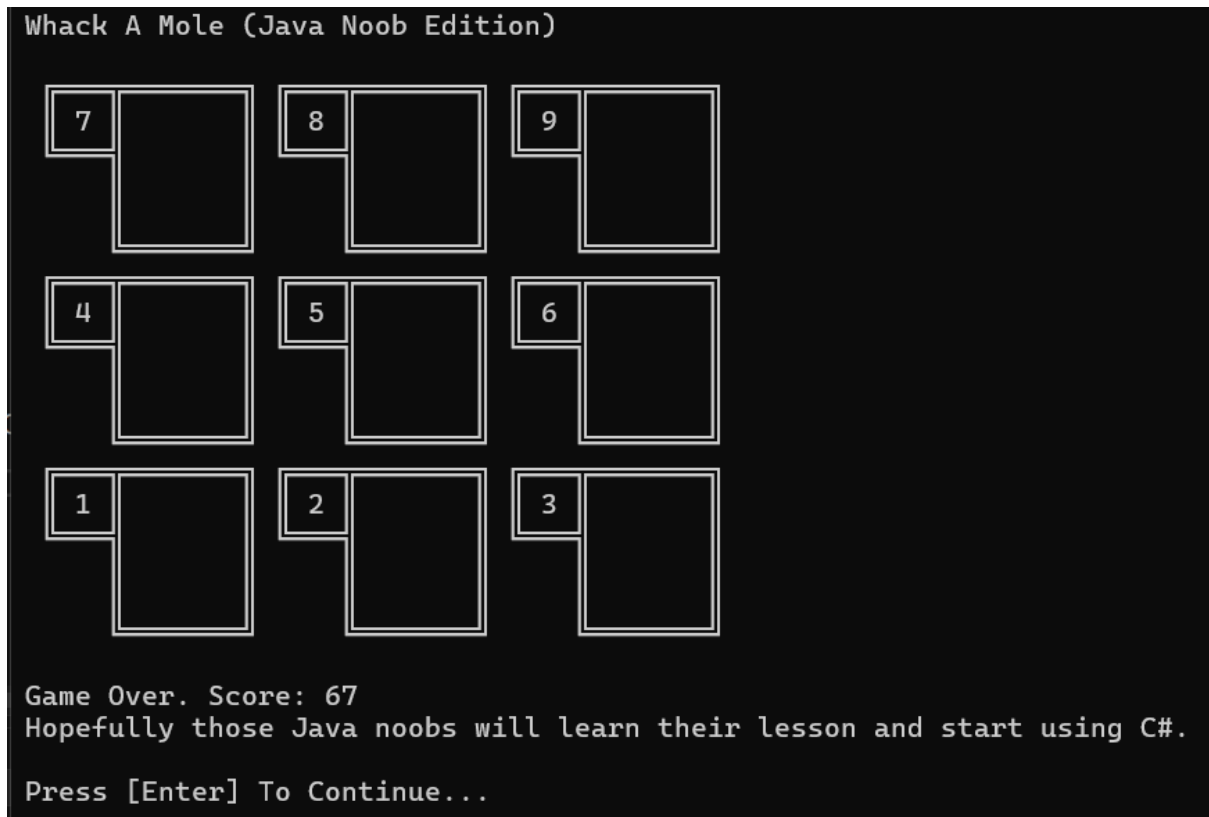 Whack A Mole (Java Noob Edition)
7 8 9
4 5 6
1 2 3
Game Over. Score: 67
Hopefully those Java noobs will learn their lesson and start using C#.
Press [Enter] To Continue...